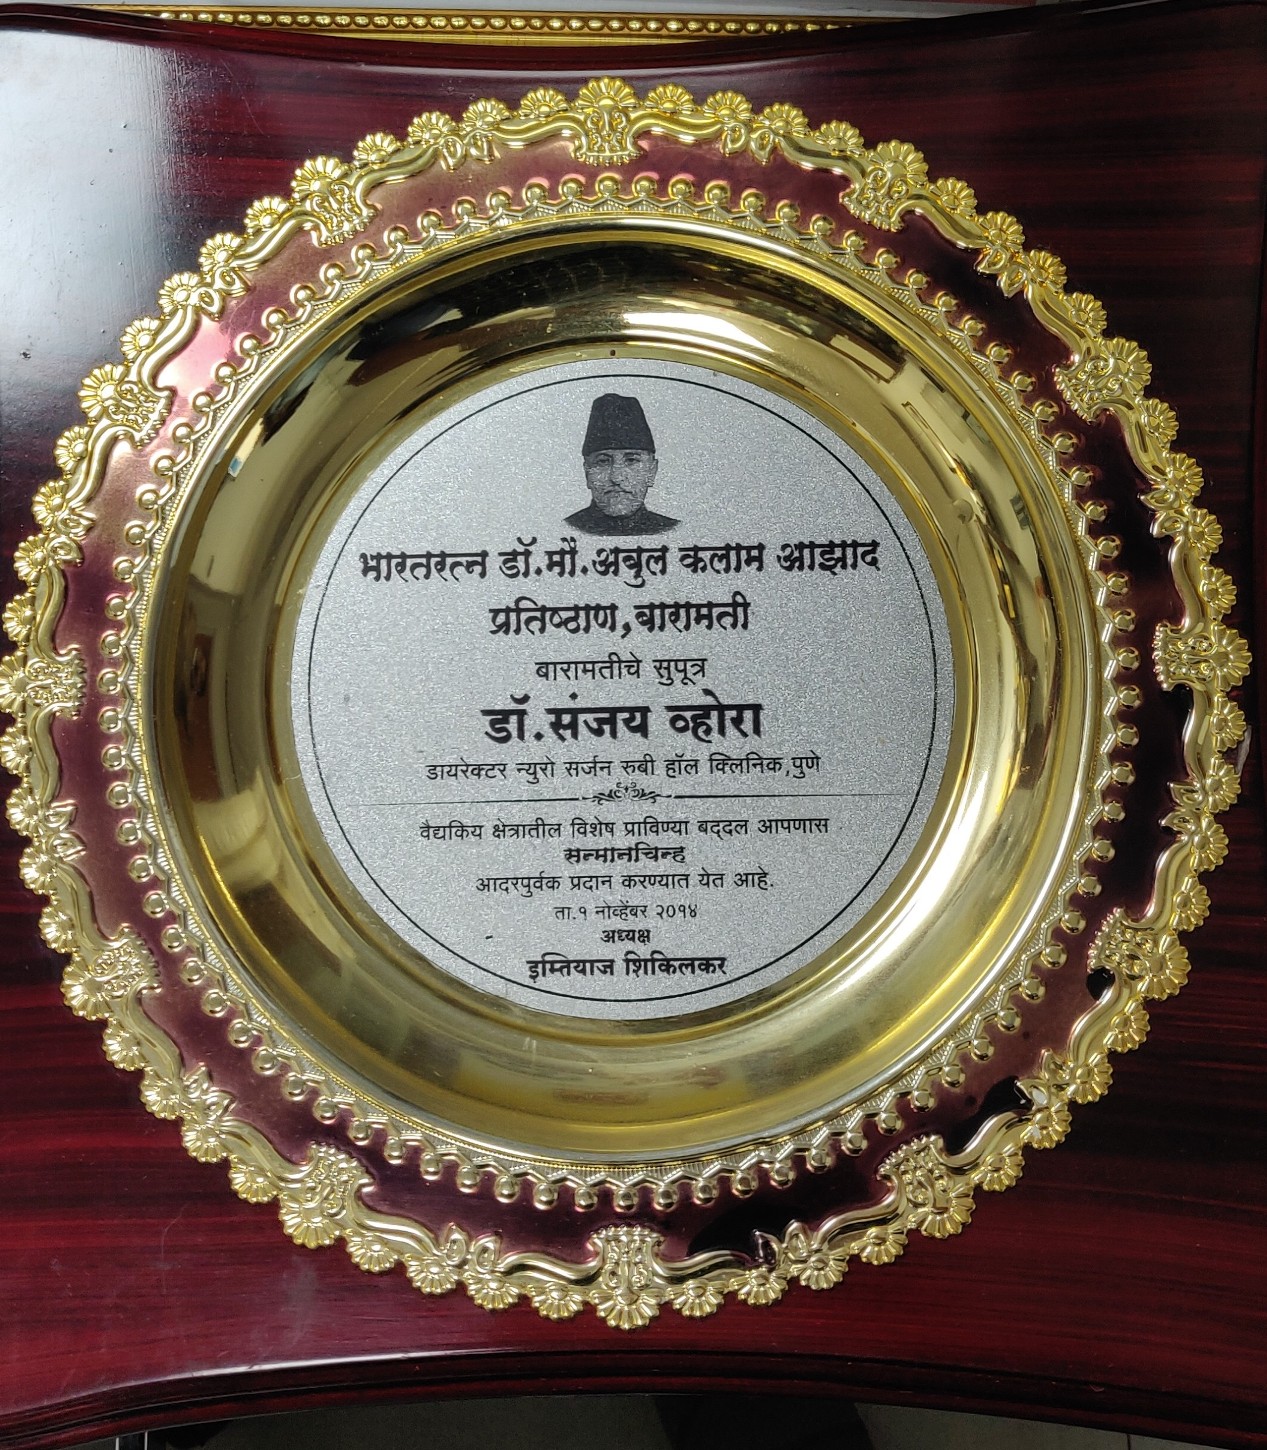 भारतरत्न डॉ.मौ.अबुल कलाम आझाद
प्रतिष्ठाण,बारामती
बारामतीचे सुपूत्र
डॉ.संजय व्होरा
डायरेक्टर न्युरो सर्जन रुबी हॉल क्लिनिक,पुणे
वैद्यकिय क्षेत्रातील विशेष प्राविण्या बद्दल आपणास
सन्मानचिन्ह
आदरपुर्वक प्रदान करण्यात येत आहे.
ता.१ नोव्हेंबर २०१४
अध्यक्ष
इम्तियाज शिकिलकर